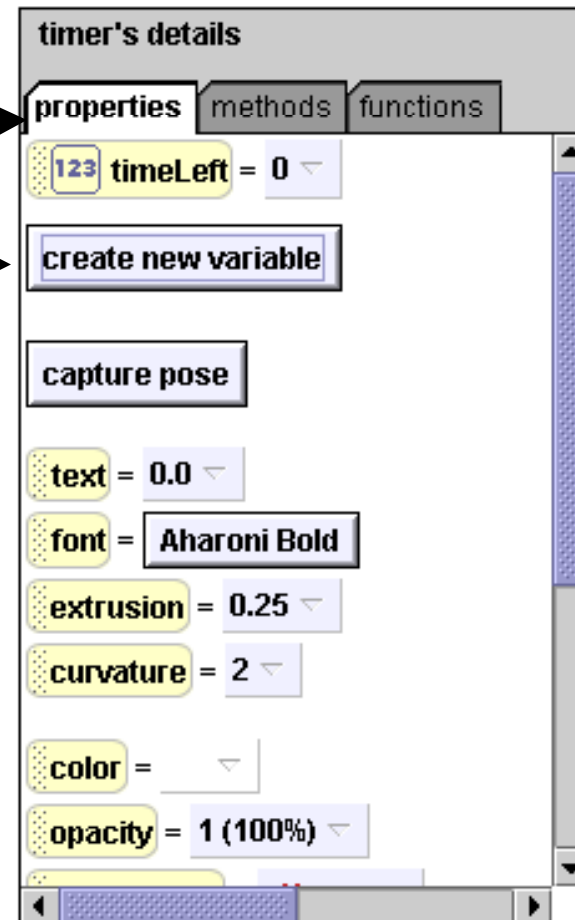 timer's details
properties methods functions
123 timeLeft = 0
create new variable
capture pose
text = 0.0
font = Aharoni Bold
extrusion = 0.25
curvature = 2
color =
opacity = 1 (100%)